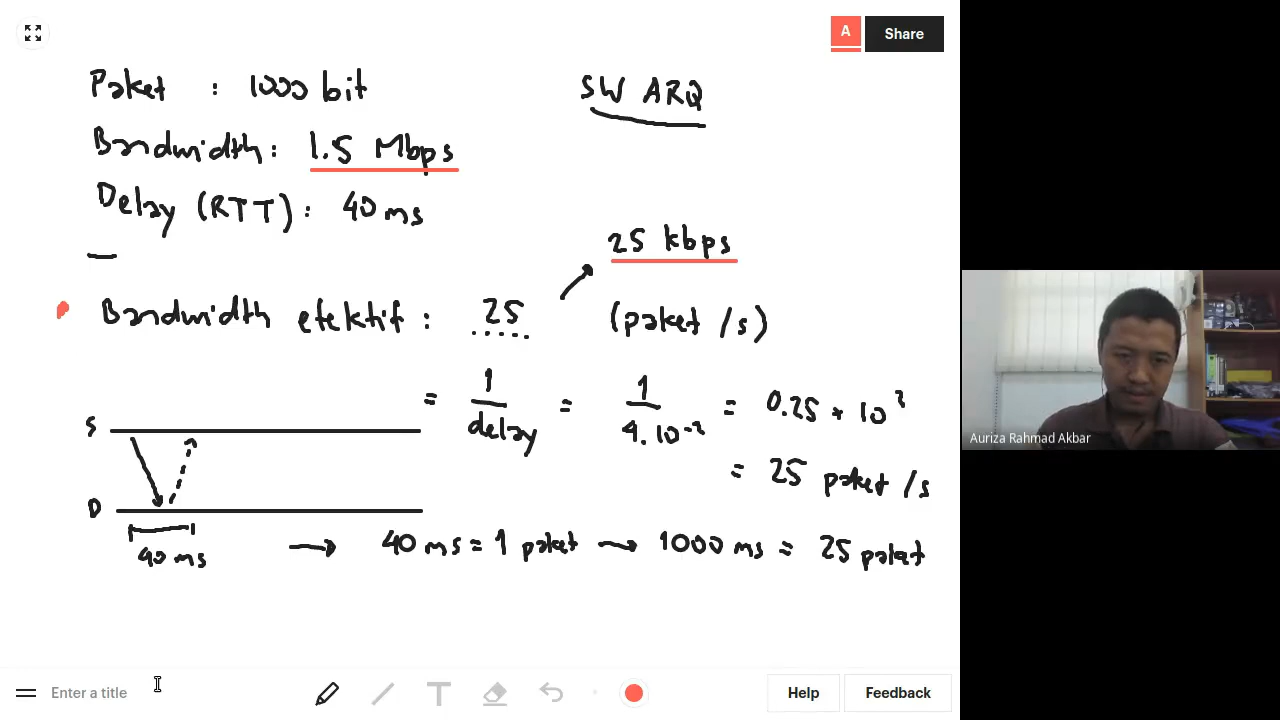 A Share
Paket : 1000 bit
SW ARQ
Bandwidth : 1.5 Mbps
Delay (RTT) : 40 ms
25 kbps
Bandwidth efektif : 25 (paket / s)
= 1/delay = 1/4.10^-2 = 0.25 * 10^2
= 25 paket / s
S
D
40 ms
→ 40 ms = 1 paket → 1000 ms = 25 paket
Auriza Rahmad Akbar
Enter a title
T
Help
Feedback